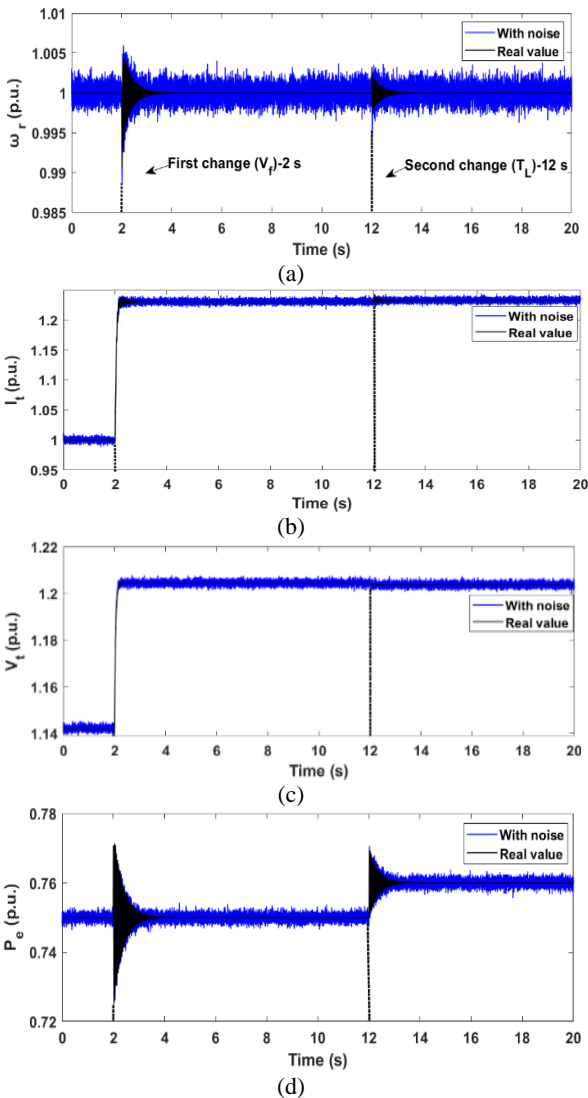 1.01
1.005
1
0.995
0.99
0.985
ω_r (p.u.)
With noise
Real value
First change (V_f)-2 s
Second change (T_L)-12 s
0 2 4 6 8 10 12 14 16 18 20
Time (s)
(a)
1.2
1.15
1.1
1.05
1
0.95
I_t (p.u.)
With noise
Real value
0 2 4 6 8 10 12 14 16 18 20
Time (s)
(b)
1.22
1.2
1.18
1.16
1.14
V_t (p.u.)
With noise
Real value
0 2 4 6 8 10 12 14 16 18 20
Time (s)
(c)
0.78
0.76
0.74
0.72
P_e (p.u.)
With noise
Real value
0 2 4 6 8 10 12 14 16 18 20
Time (s)
(d)